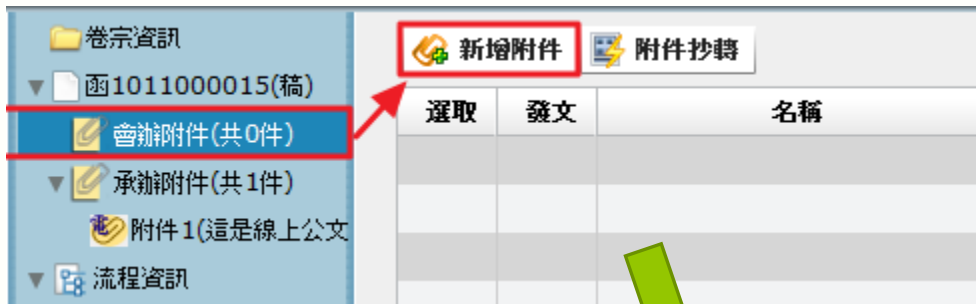 卷宗資訊
函1011000015(稿)
會辦附件(共0件)
承辦附件(共1件)
附件1(這是線上公文
流程資訊
新增附件
附件抄轉
選取 發文 名稱